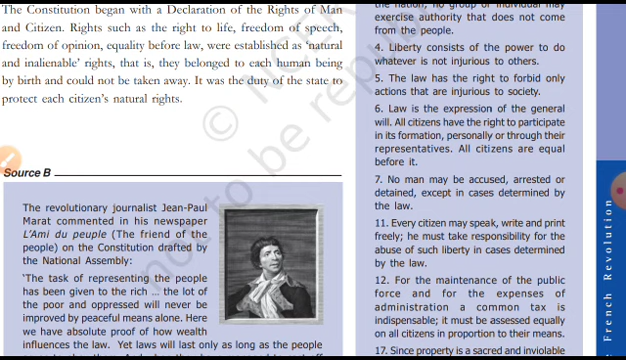 The Constitution began with a Declaration of the Rights of Man
and Citizen. Rights such as the right to life, freedom of speech,
freedom of opinion, equality before law, were established as ‘natural
and inalienable’ rights, that is, they belonged to each human being
by birth and could not be taken away. It was the duty of the state to
protect each citizen’s natural rights.
Source B
The revolutionary journalist Jean-Paul
Marat commented in his newspaper
L’Ami du peuple (The friend of the
people) on the Constitution drafted by
the National Assembly:
‘The task of representing the people
has been given to the rich … the lot of
the poor and oppressed will never be
improved by peaceful means alone. Here
we have absolute proof of how wealth
influences the law. Yet laws will last only as long as the people
the nation, no group or individual may
exercise authority that does not come
from the people.
4. Liberty consists of the power to do
whatever is not injurious to others.
5. The law has the right to forbid only
actions that are injurious to society.
6. Law is the expression of the general
will. All citizens have the right to participate
in its formation, personally or through their
representatives. All citizens are equal
before it.
7. No man may be accused, arrested or
detained, except in cases determined by
the law.
11. Every citizen may speak, write and print
freely; he must take responsibility for the
abuse of such liberty in cases determined
by the law.
12. For the maintenance of the public
force and for the expenses of
administration a common tax is
indispensable; it must be assessed equally
on all citizens in proportion to their means.
17. Since property is a sacred and inviolable
French Revolution
not to be rep